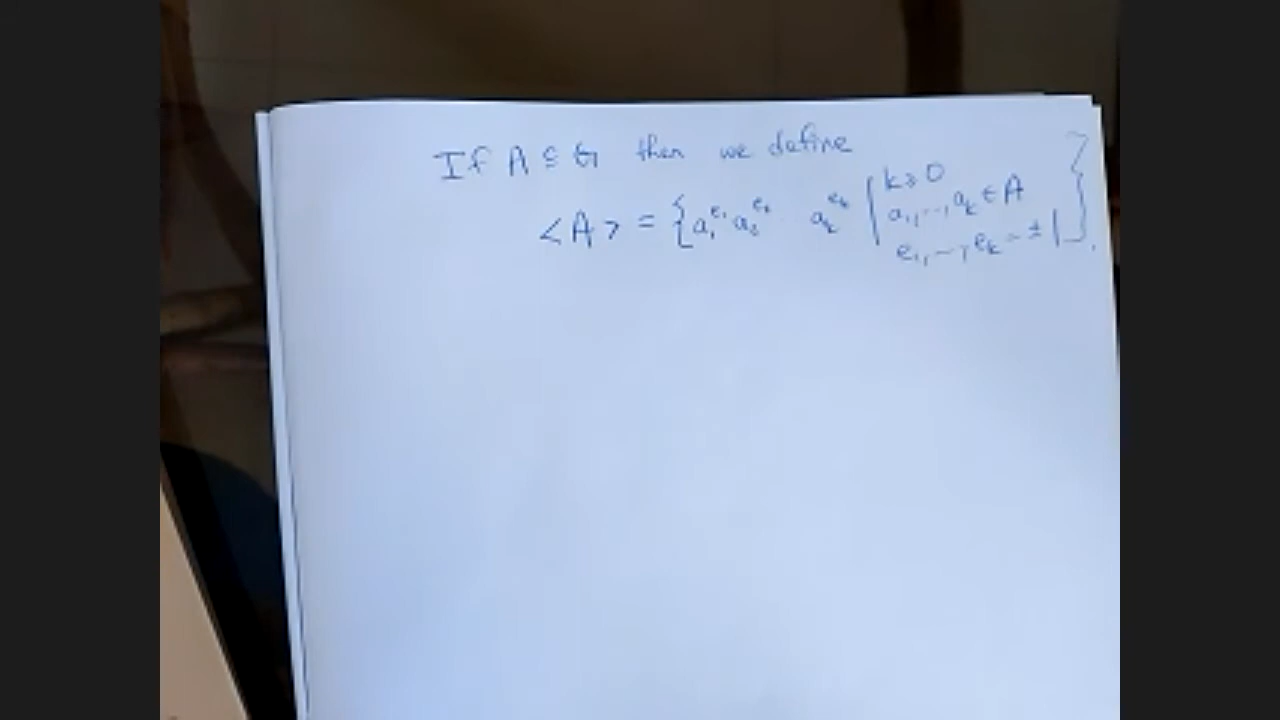 If A ⊆ G then we define
<A> = { a₁^e₁ a₂^e₂ ... a_k^e_k | k ≥ 0
a₁, ..., a_k ∈ A
e₁, ..., e_k = ±1 }.